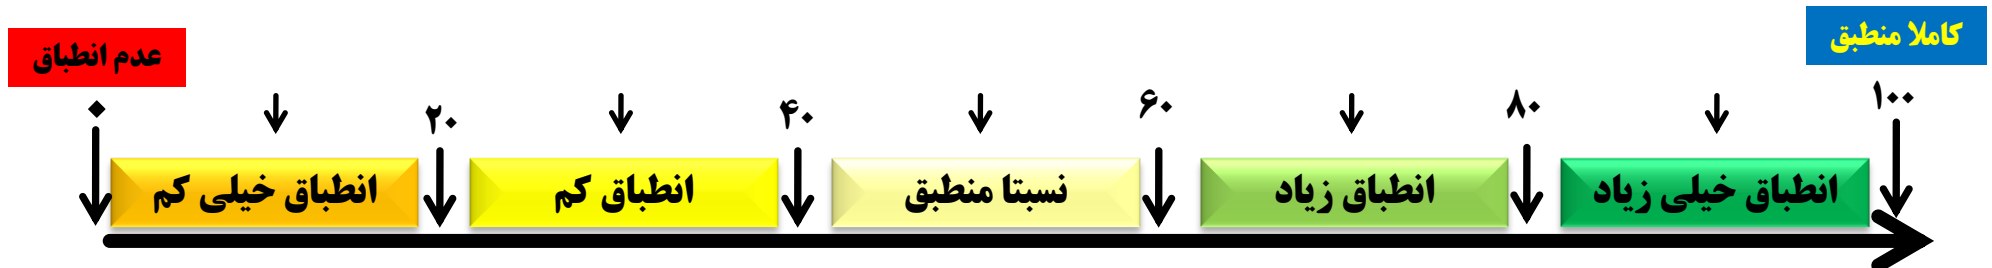 کاملا منطبق
عدم انطباق
۰
۲۰
۴۰
۶۰
۸۰
۱۰۰
انطباق خیلی کم
انطباق کم
نسبتا منطبق
انطباق زیاد
انطباق خیلی زیاد